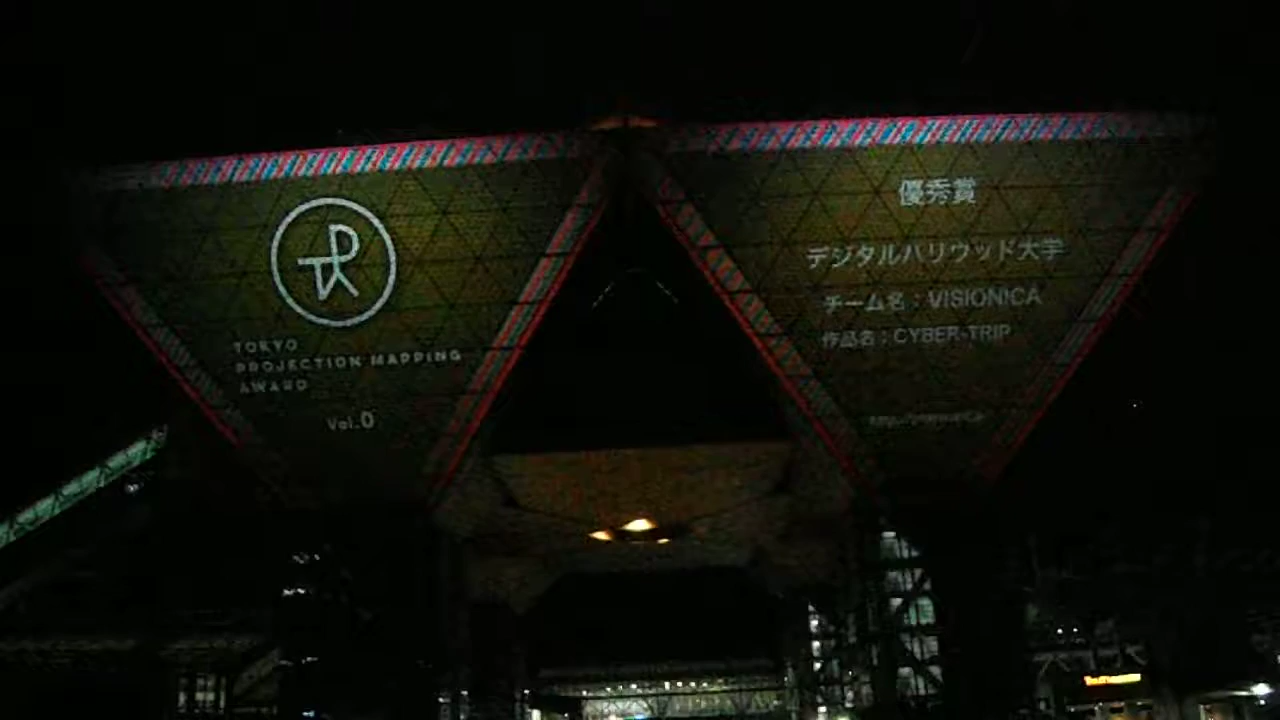 TOKYO
PROJECTION MAPPING
AWARD
Vol.0
優秀賞
デジタルハリウッド大学
チーム名：VISIONICA
作品名：CYBER-TRIP